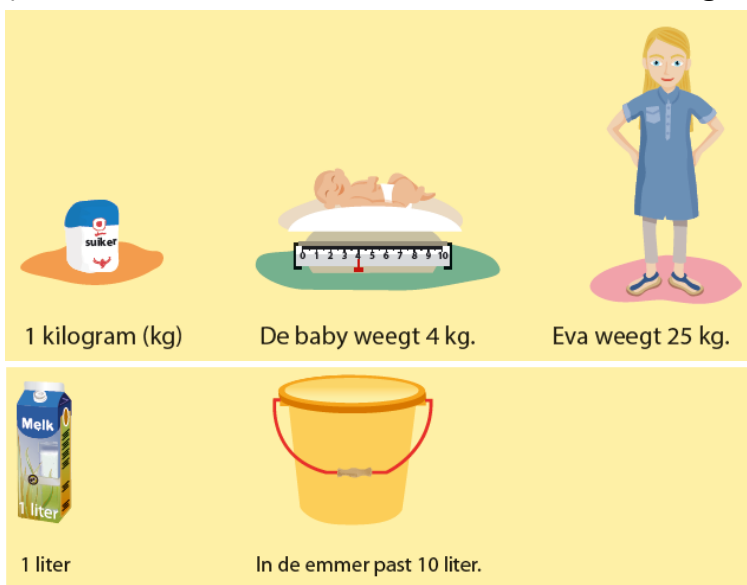 suiker
0 1 2 3 4 5 6 7 8 9 10
1 kilogram (kg)
De baby weegt 4 kg.
Eva weegt 25 kg.
Melk
1 liter
1 liter
In de emmer past 10 liter.